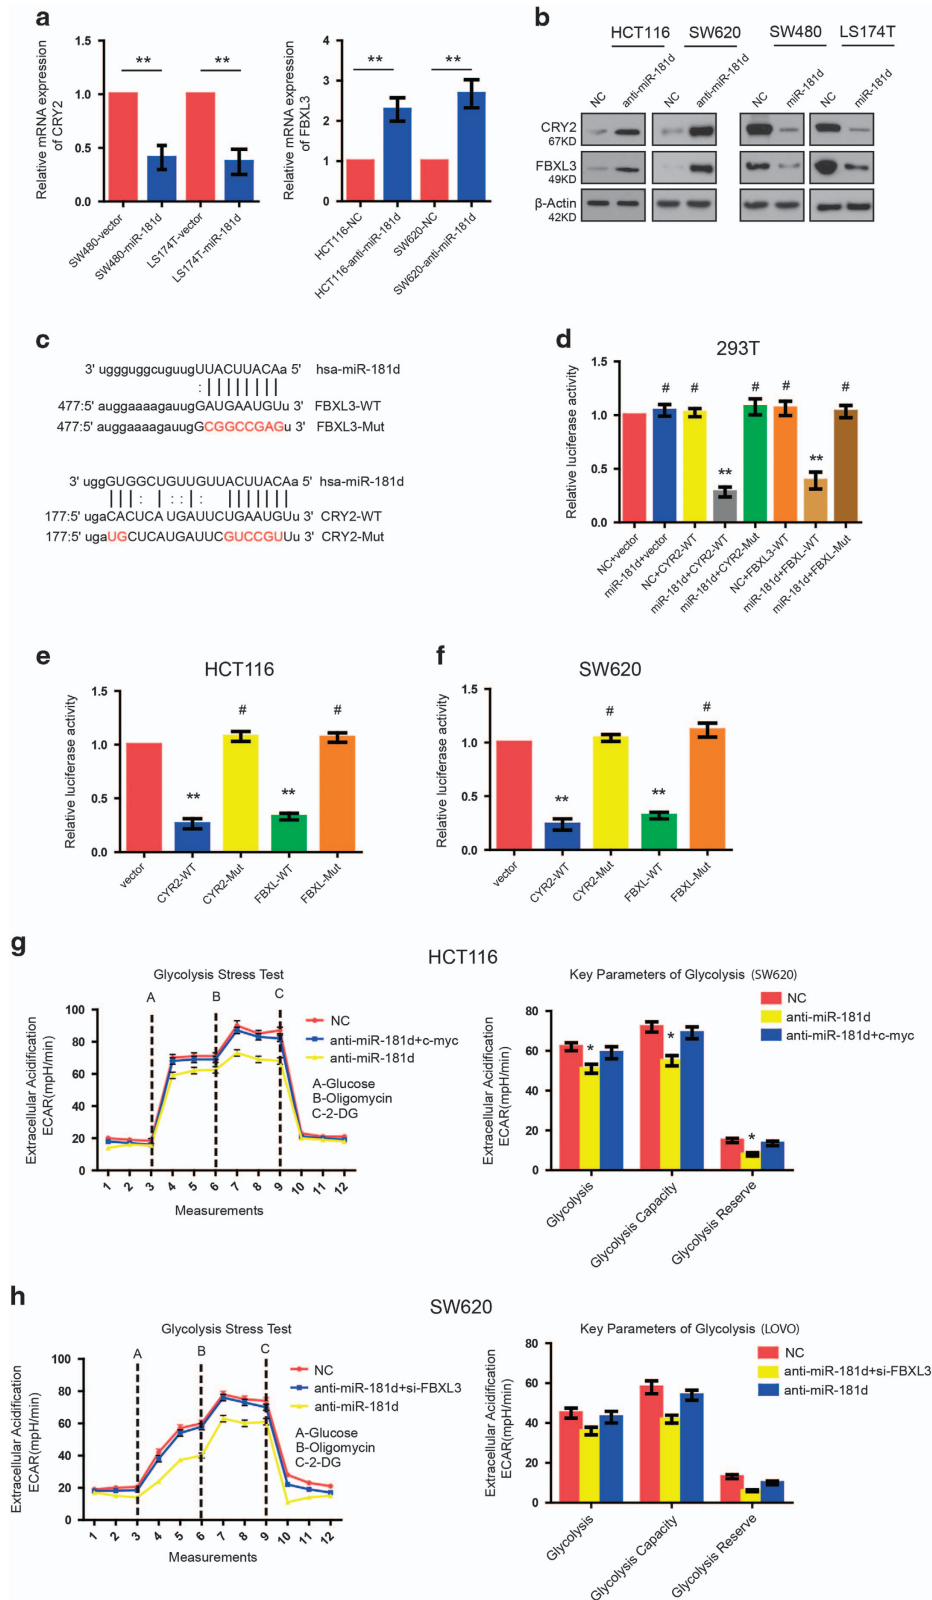 a
Relative mRNA expression
of CRY2
1.5
1.0
0.5
0.0
**
**
SW480-vector
SW480-miR-181d
LS174T-vector
LS174T-miR-181d
Relative mRNA expression
of FBXL3
4
3
2
1
0
**
**
HCT116-NC
HCT116-anti-miR-181d
SW620-NC
SW620-anti-miR-181d
b
HCT116 SW620 SW480 LS174T
NC anti-miR-181d NC anti-miR-181d NC miR-181d NC miR-181d
CRY2
67KD
FBXL3
49KD
β-Actin
42KD
c
3' ugggguggcuguugUUACUUACAa 5' hsa-miR-181d
477:5' auggaaaagauugGAUGAAUGUu 3' FBXL3-WT
477:5' auggaaaagauugGCGGCCGAGu 3' FBXL3-Mut
3' uggGUGGCUGUUGUUACUUACAa 5' hsa-miR-181d
177:5' ugaCACUCA UGAUUCUGAAUGUu 3' CRY2-WT
177:5' ugaUGCUCAUGAUUCGUCCGUUu 3' CRY2-Mut
d
293T
Relative luciferase activity
1.5
1.0
0.5
0.0
# # ** # # ** #
NC+vector
miR-181d+vector
NC+CYR2-WT
miR-181d+CYR2-WT
miR-181d+CYR2-Mut
NC+FBXL3-WT
miR-181d+FBXL-WT
miR-181d+FBXL-Mut
e
HCT116
Relative luciferase activity
1.5
1.0
0.5
0.0
** # ** #
vector
CYR2-WT
CYR2-Mut
FBXL-WT
FBXL-Mut
f
SW620
Relative luciferase activity
1.5
1.0
0.5
0.0
** # ** #
vector
CYR2-WT
CYR2-Mut
FBXL-WT
FBXL-Mut
g
HCT116
Glycolysis Stress Test
A B C
Extracellular Acidification
ECAR(mpH/min)
100
80
60
40
20
0
1 2 3 4 5 6 7 8 9 10 11 12
Measurements
NC
anti-miR-181d+c-myc
anti-miR-181d
A-Glucose
B-Oligomycin
C-2-DG
Key Parameters of Glycolysis (SW620)
NC
anti-miR-181d
anti-miR-181d+c-myc
Extracellular Acidification
ECAR(mpH/min)
80
60
40
20
0
* * *
Glycolysis
Glycolysis Capacity
Glycolysis Reserve
h
SW620
Glycolysis Stress Test
A B C
Extracellular Acidification
ECAR(mpH/min)
100
80
60
40
20
0
1 2 3 4 5 6 7 8 9 10 11 12
Measurements
NC
anti-miR-181d+si-FBXL3
anti-miR-181d
A-Glucose
B-Oligomycin
C-2-DG
Key Parameters of Glycolysis (LOVO)
NC
anti-miR-181d+si-FBXL3
anti-miR-181d
Extracellular Acidification
ECAR(mpH/min)
80
60
40
20
0
Glycolysis
Glycolysis Capacity
Glycolysis Reserve